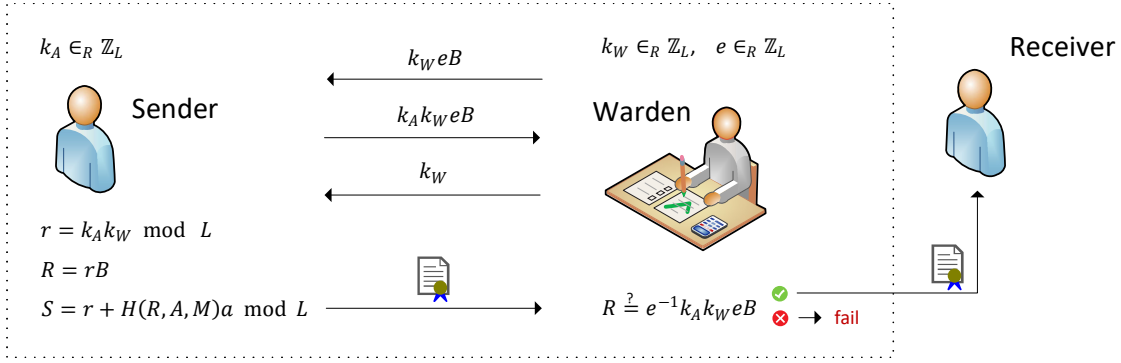 k_A ∈_R ℤ_L
k_W ∈_R ℤ_L, e ∈_R ℤ_L
Receiver
k_W eB
Sender
k_A k_W eB
Warden
k_W
r = k_A k_W mod L
R = rB
S = r + H(R, A, M)a mod L
R ≟ e^{-1} k_A k_W eB
fail